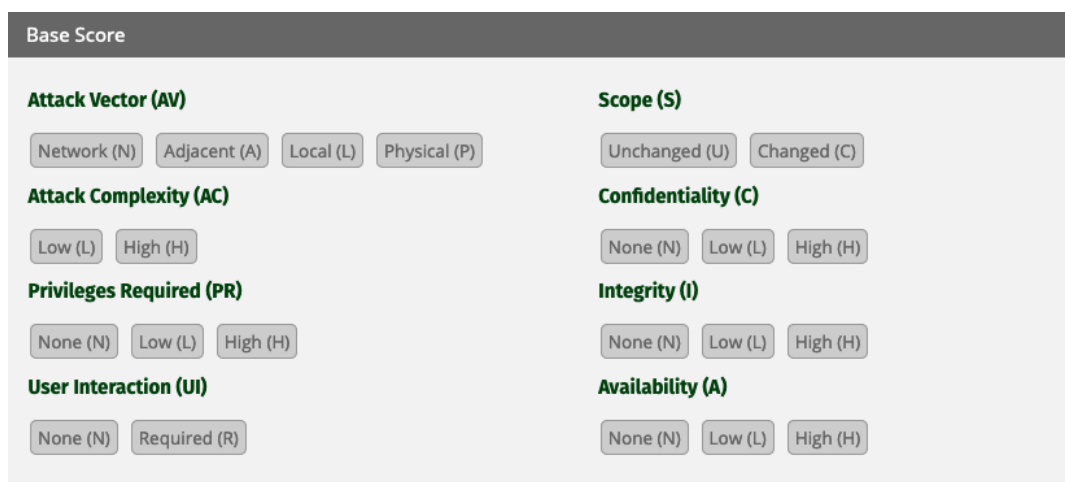 Base Score
Attack Vector (AV)
Network (N) Adjacent (A) Local (L) Physical (P)
Attack Complexity (AC)
Low (L) High (H)
Privileges Required (PR)
None (N) Low (L) High (H)
User Interaction (UI)
None (N) Required (R)
Scope (S)
Unchanged (U) Changed (C)
Confidentiality (C)
None (N) Low (L) High (H)
Integrity (I)
None (N) Low (L) High (H)
Availability (A)
None (N) Low (L) High (H)